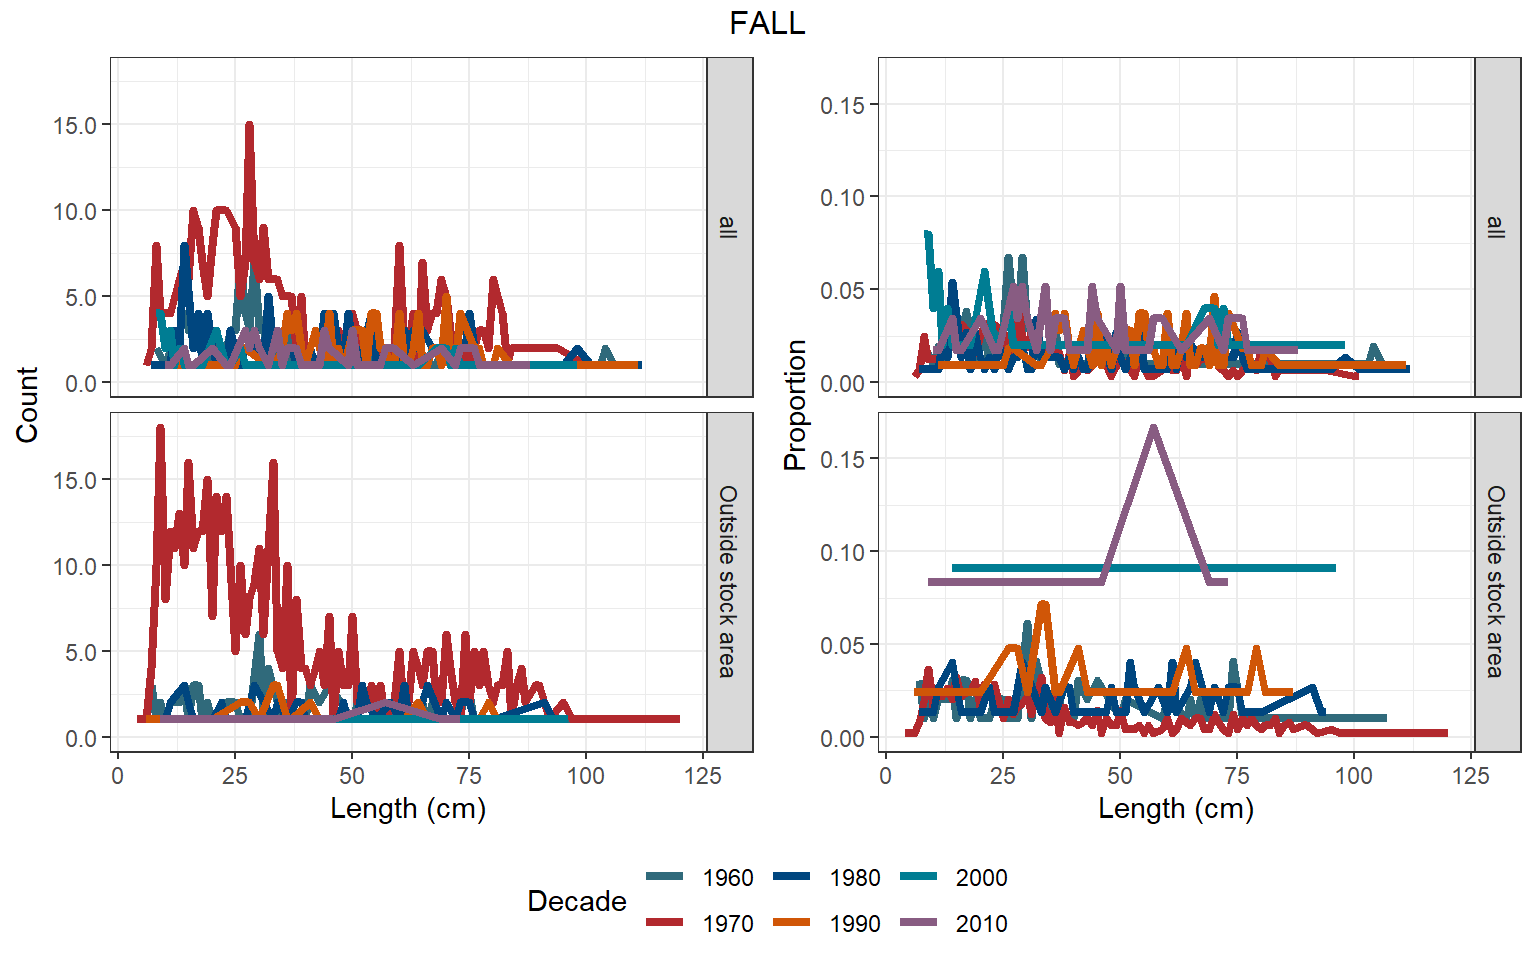 FALL
Count
15.0
10.0
5.0
0.0
all
15.0
10.0
5.0
0.0
Outside stock area
0 25 50 75 100 125
Length (cm)
Proportion
0.15
0.10
0.05
0.00
all
0.15
0.10
0.05
0.00
Outside stock area
0 25 50 75 100 125
Length (cm)
Decade
1960 1980 2000
1970 1990 2010